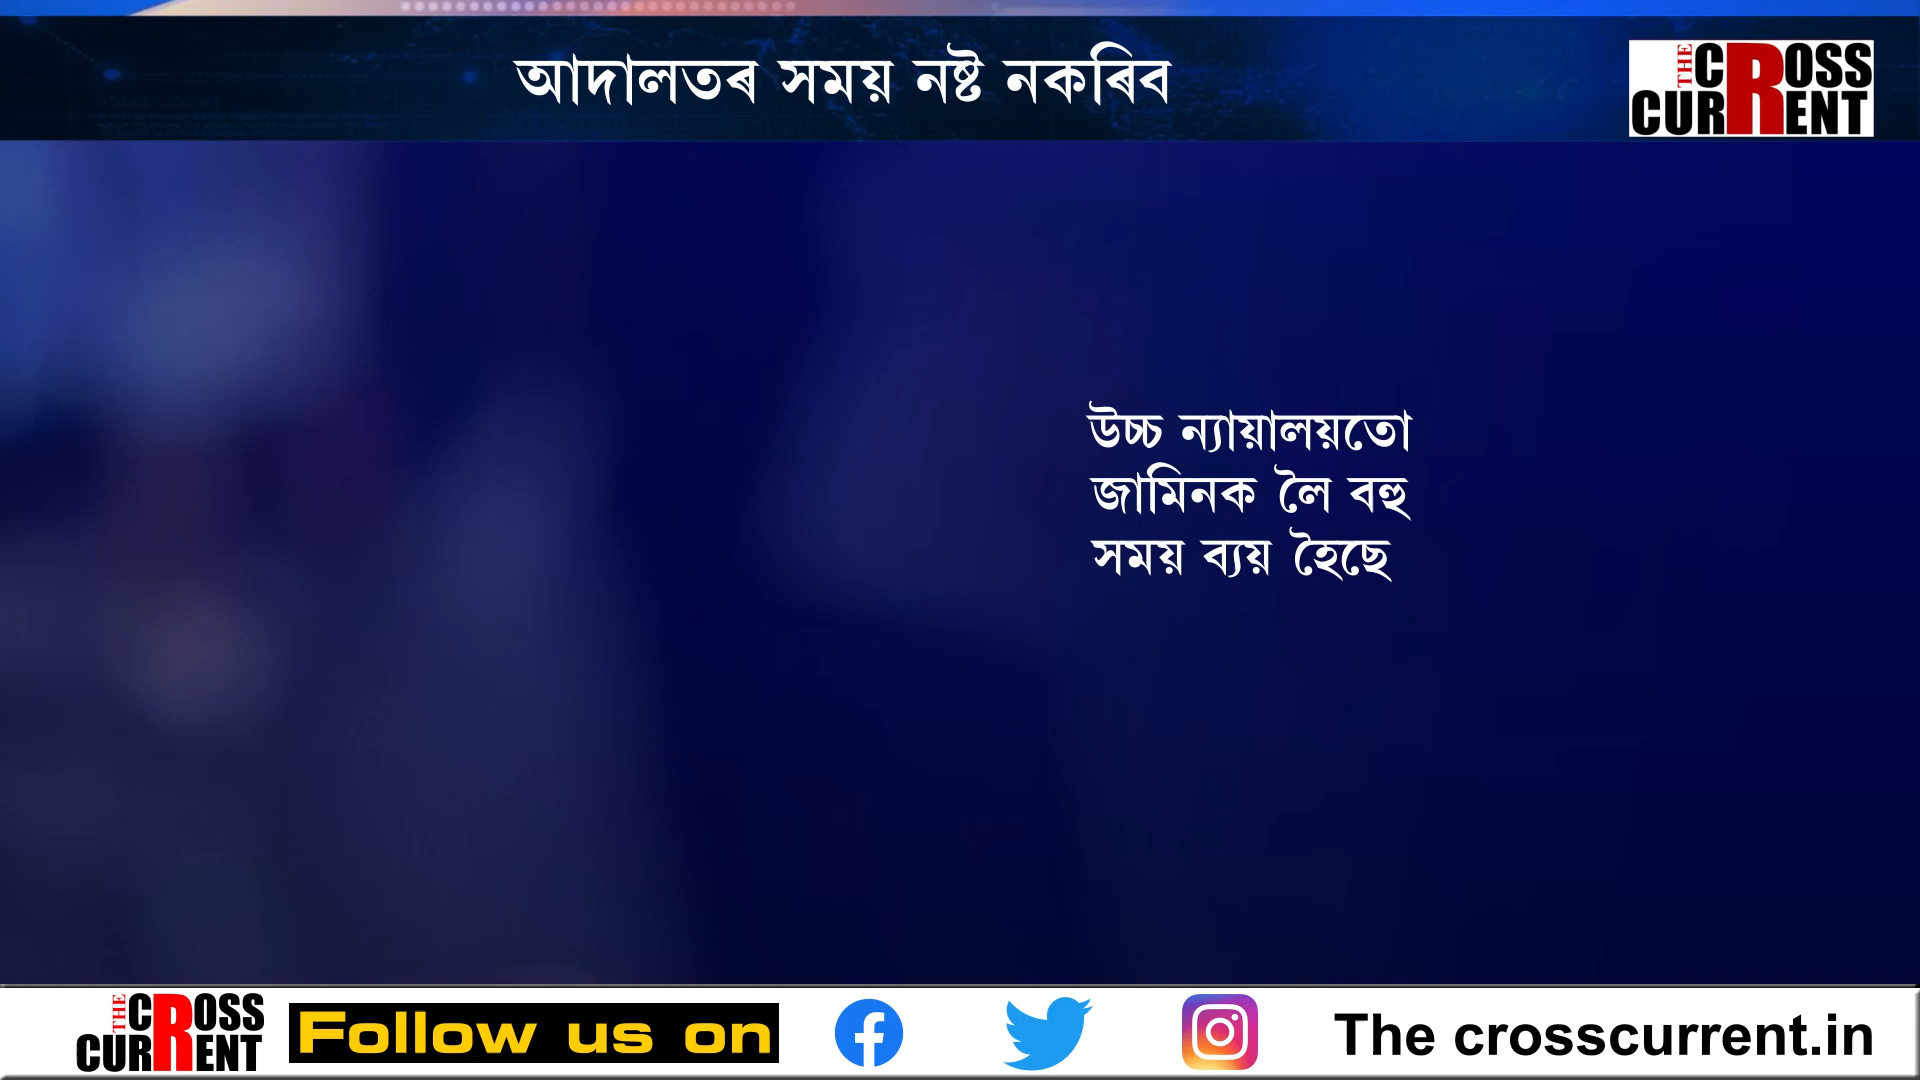 আদালতৰ সময় নষ্ট নকৰিব
THE CROSS
CURRENT
উচ্চ ন্যায়ালয়তো
জামিনক লৈ বহু
সময় ব্যয় হৈছে
THE CROSS
CURRENT
Follow us on
The crosscurrent.in